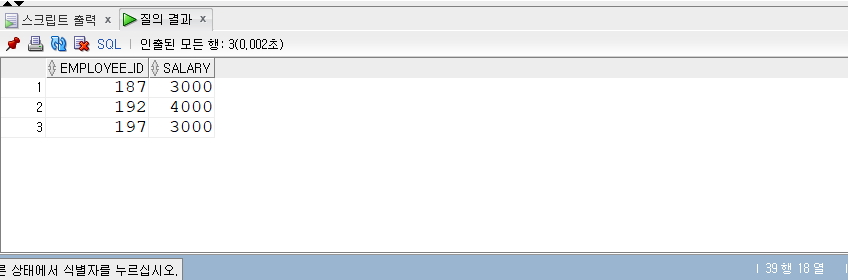 스크립트 출력 x 질의 결과 x
SQL | 인출된 모든 행: 3(0,002초)
EMPLOYEE_ID SALARY
1 187 3000
2 192 4000
3 197 3000
른 상태에서 식별자를 누르십시오. | 39 행 18 열 |